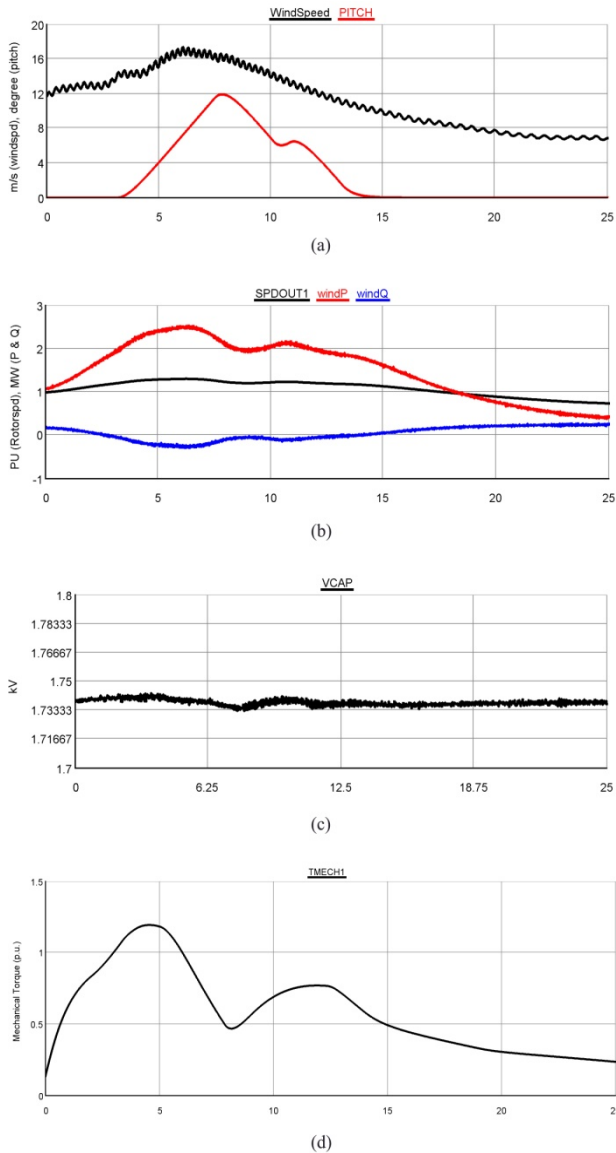 WindSpeed PITCH
m/s (windspd), degree (pitch)
20
16
12
8
4
0
0 5 10 15 20 25
(a)
SPDOUT1 windP windQ
PU (Rotorspd), MW (P & Q)
3
2
1
0
-1
0 5 10 15 20 25
(b)
VCAP
kV
1.8
1.78333
1.76667
1.75
1.73333
1.71667
1.7
0 6.25 12.5 18.75 25
(c)
TMECH1
Mechanical Torque (p.u.)
1.5
1
0.5
0
0 5 10 15 20 25
(d)